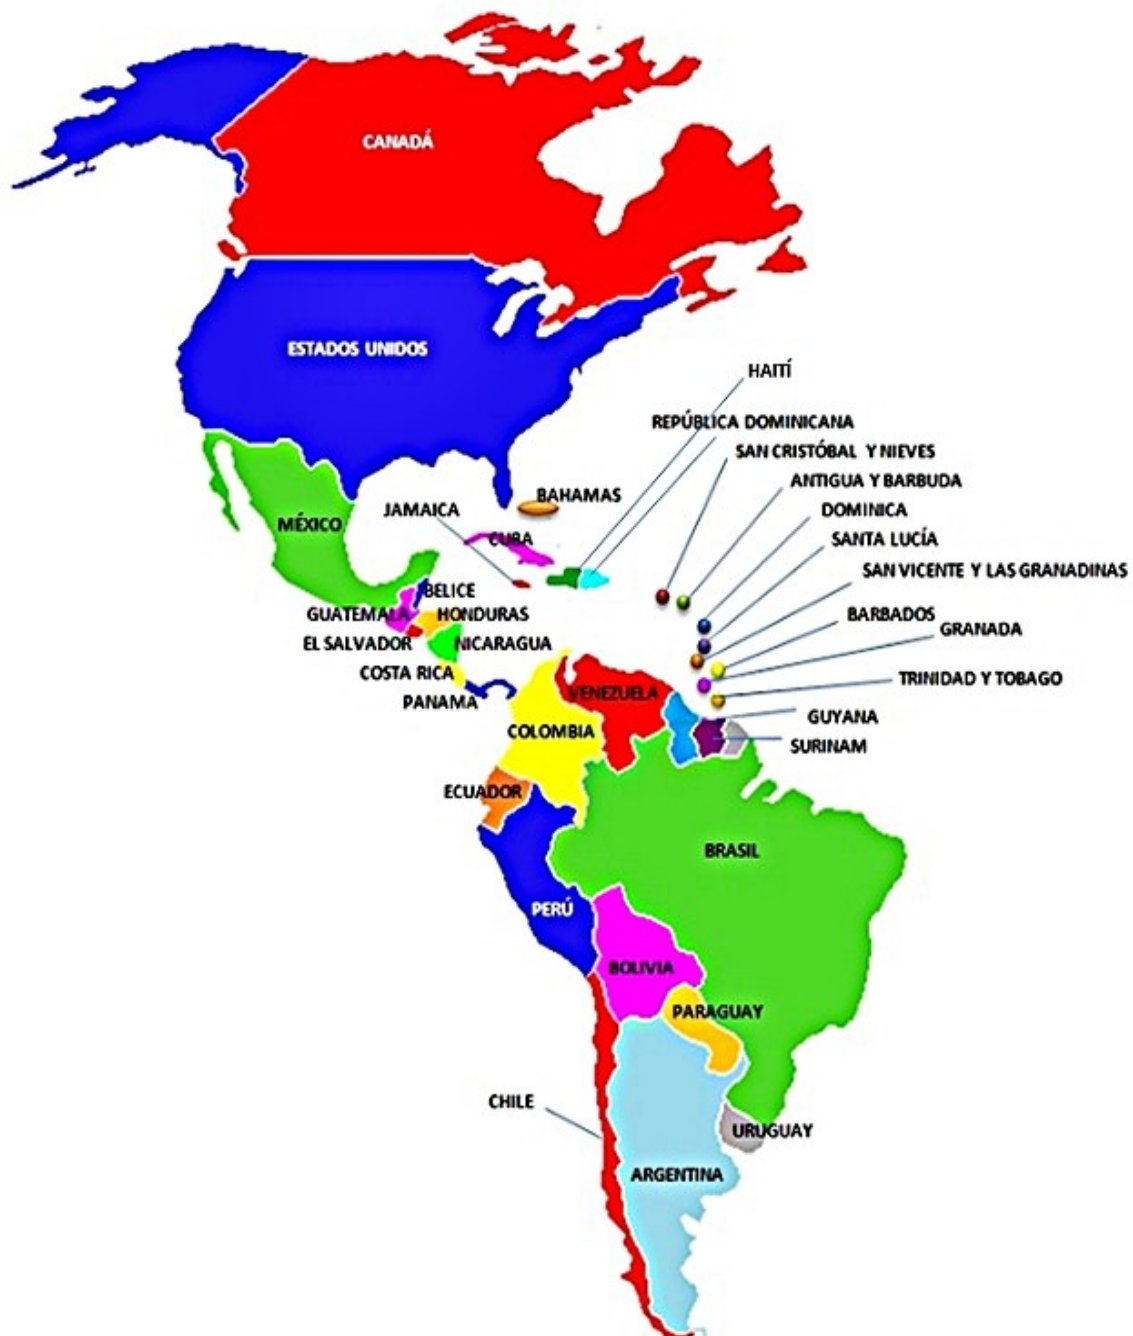 CANADÁ
ESTADOS UNIDOS
HAITÍ
REPÚBLICA DOMINICANA
SAN CRISTÓBAL Y NIEVES
ANTIGUA Y BARBUDA
BAHAMAS
JAMAICA
DOMINICA
MÉXICO
CUBA
SANTA LUCÍA
SAN VICENTE Y LAS GRANADINAS
BELICE
GUATEMALA
HONDURAS
BARBADOS
GRANADA
EL SALVADOR
NICARAGUA
COSTA RICA
TRINIDAD Y TOBAGO
VENEZUELA
PANAMA
GUYANA
COLOMBIA
SURINAM
ECUADOR
BRASIL
PERÚ
BOLIVIA
PARAGUAY
CHILE
URUGUAY
ARGENTINA